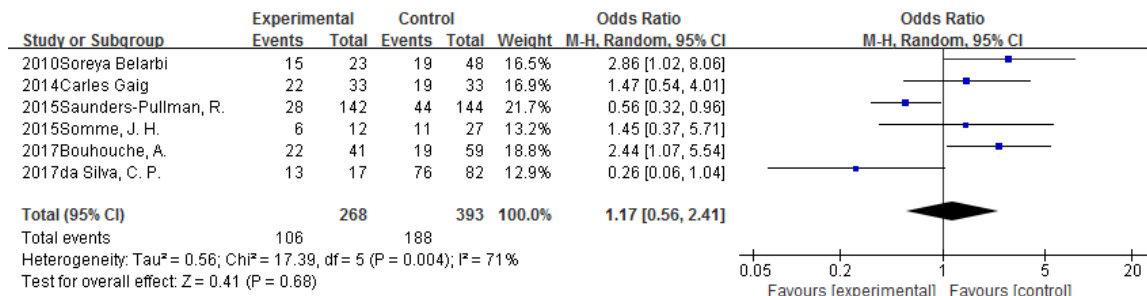 Experimental Control Odds Ratio Odds Ratio
Study or Subgroup Events Total Events Total Weight M-H, Random, 95% CI M-H, Random, 95% CI
2010Soreya Belarbi 15 23 19 48 16.5% 2.86 [1.02, 8.06]
2014Carles Gaig 22 33 19 33 16.9% 1.47 [0.54, 4.01]
2015Saunders-Pullman, R. 28 142 44 144 21.7% 0.56 [0.32, 0.96]
2015Somme, J. H. 6 12 11 27 13.2% 1.45 [0.37, 5.71]
2017Bouhouche, A. 22 41 19 59 18.8% 2.44 [1.07, 5.54]
2017da Silva, C. P. 13 17 76 82 12.9% 0.26 [0.06, 1.04]
Total (95% CI) 268 393 100.0% 1.17 [0.56, 2.41]
Total events 106 188
Heterogeneity: Tau² = 0.56; Chi² = 17.39, df = 5 (P = 0.004); I² = 71%
Test for overall effect: Z = 0.41 (P = 0.68)
0.05 0.2 1 5 20
Favours [experimental] Favours [control]